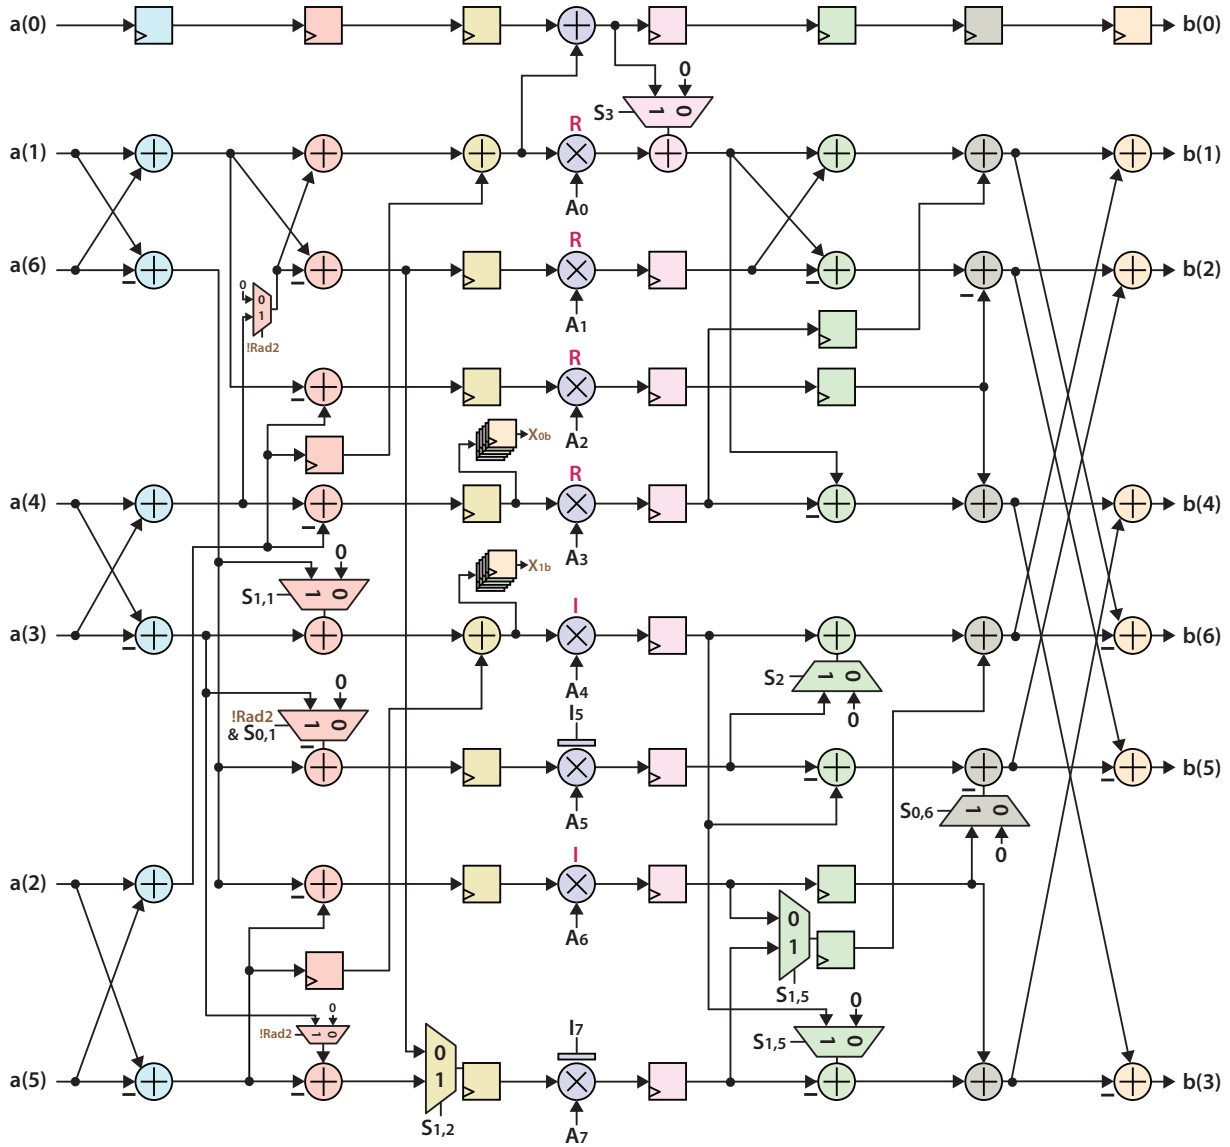 a(0)
b(0)
0
S3
1 0
R
a(1)
b(1)
A0
R
a(6)
b(2)
0
0
1
A1
!Rad2
R
A2
X0b
R
a(4)
b(4)
A3
0
X1b
S1,1
1 0
I
a(3)
b(6)
A4
S2
1 0
0
0
!Rad2
& S0,1
1 0
I5
b(5)
A5
S0,6
1 0
0
I
a(2)
0
1
A6
S1,5
0
0
!Rad2
1 0
I7
S1,5
1 0
0
1
a(5)
b(3)
S1,2
A7